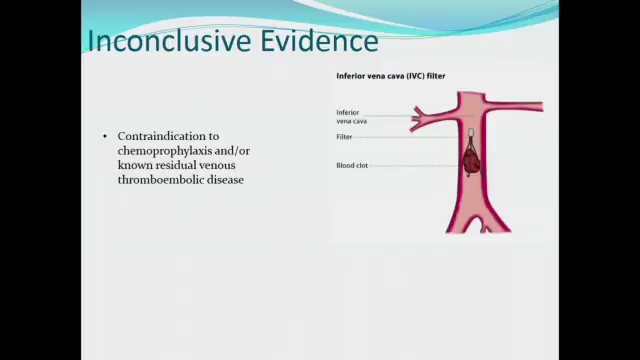 Inconclusive Evidence
• Contraindication to
chemoprophylaxis and/or
known residual venous
thromboembolic disease
Inferior vena cava (IVC) filter
Inferior
vena cava
Filter
Blood clot